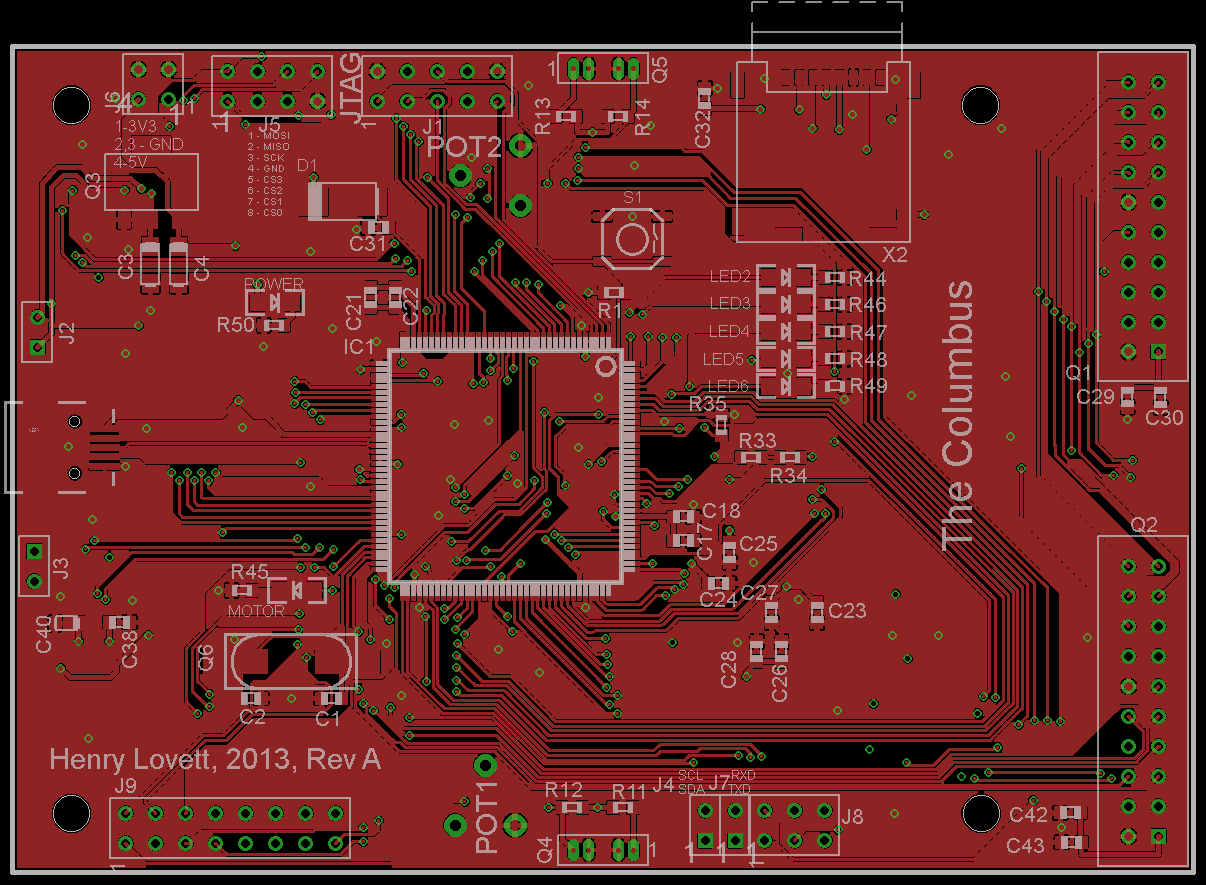 J6
4
1
1
J5
JTAG
1
J1
1
Q5
R13
R14
C32
1-3V3
2,3 - GND
4-5V
1 - MOSI
2 - MISO
3 - SCK
4 - GND
5 - CS3
6 - CS2
7 - CS1
8 - CS0
POT2
D1
Q3
S1
C31
X2
C3
C4
POWER
R50
C21
C22
R1
LED2
R44
LED3
R46
LED4
R47
LED5
R48
LED6
R49
J2
IC1
The Columbus
Q1
C29
C30
R35
R33
R34
C18
C17
C25
C24
C27
C23
C28
C26
Q2
J3
R45
MOTOR
C40
C38
Q6
C2
C1
Henry Lovett, 2013, Rev A
J9
1
POT1
R12
R11
Q4
1
J4
SCL
SDA
J7
RXD
TXD
J8
1
1
1
C42
C43